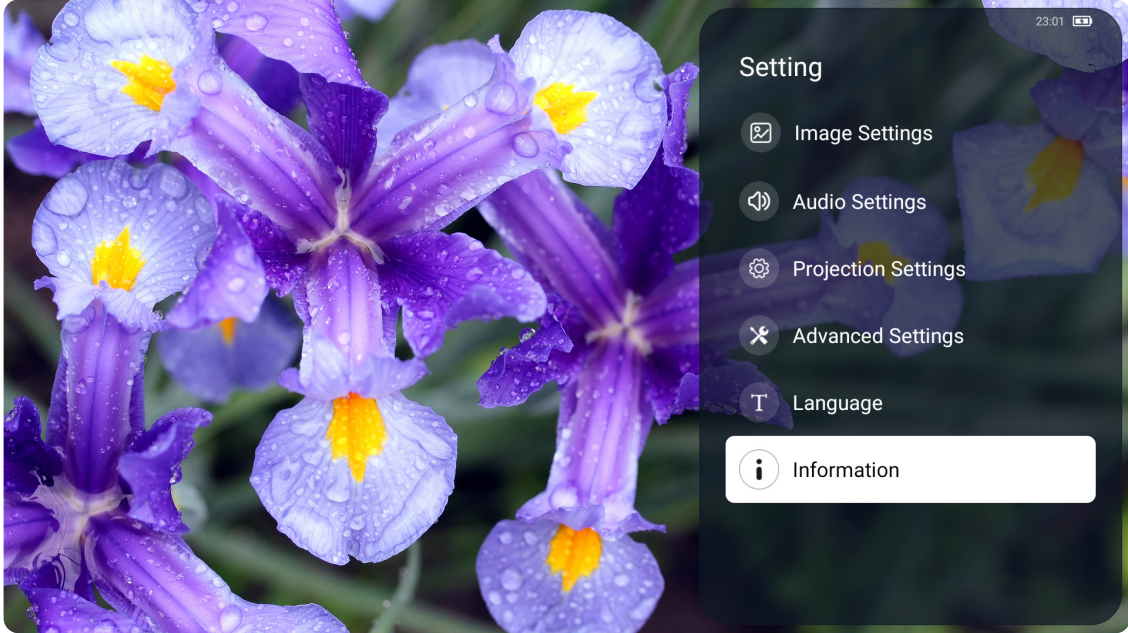 23:01
Setting
Image Settings
Audio Settings
Projection Settings
Advanced Settings
T Language
Information